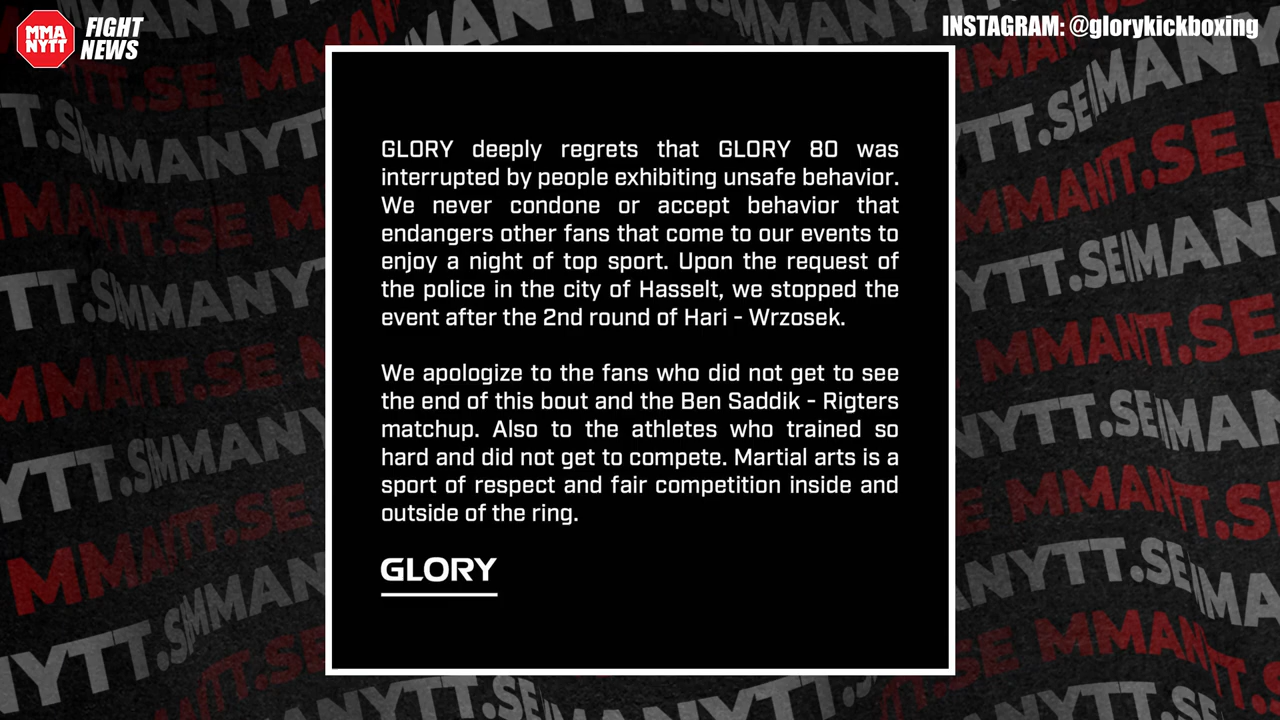 MMA
NYTT
FIGHT
NEWS
INSTAGRAM: @glorykickboxing
GLORY deeply regrets that GLORY 80 was
interrupted by people exhibiting unsafe behavior.
We never condone or accept behavior that
endangers other fans that come to our events to
enjoy a night of top sport. Upon the request of
the police in the city of Hasselt, we stopped the
event after the 2nd round of Hari - Wrzosek.
We apologize to the fans who did not get to see
the end of this bout and the Ben Saddik - Rigters
matchup. Also to the athletes who trained so
hard and did not get to compete. Martial arts is a
sport of respect and fair competition inside and
outside of the ring.
GLORY